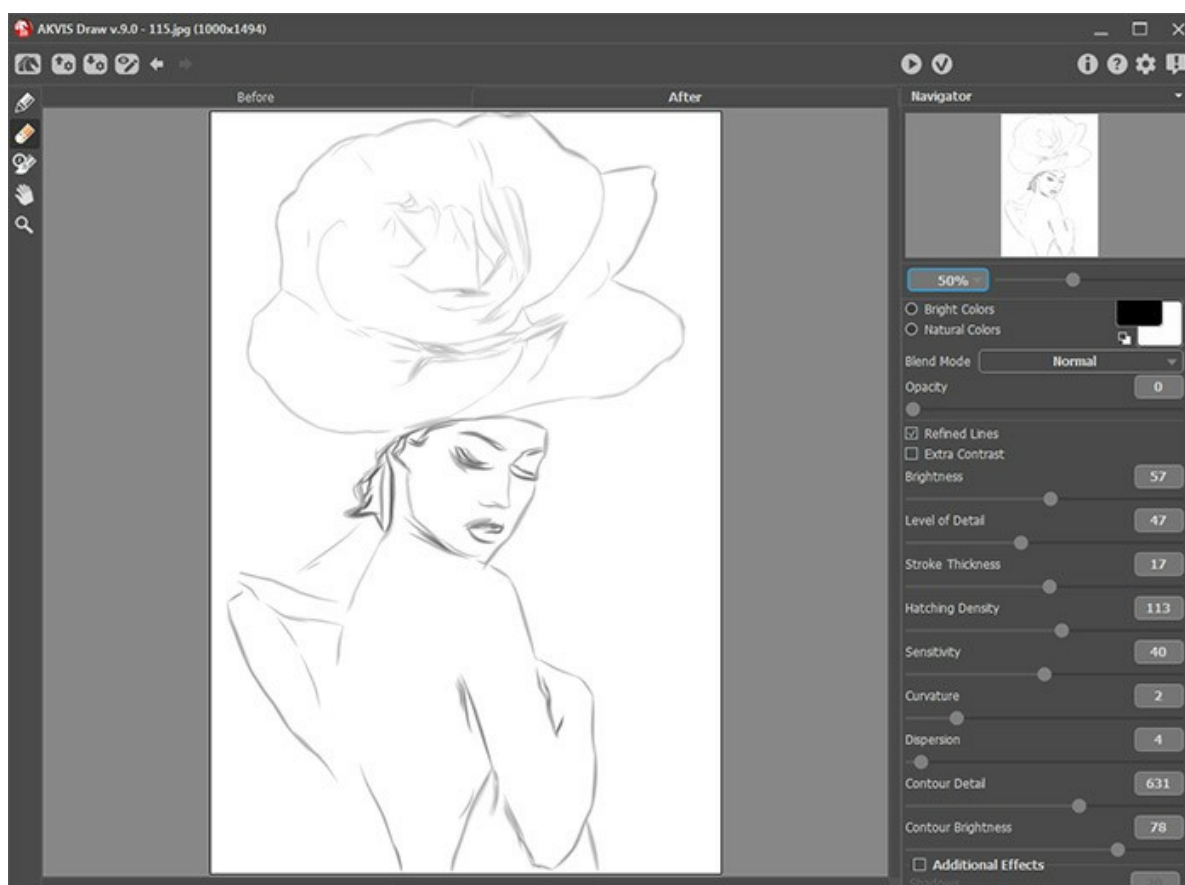 AKVIS Draw v.9.0 - 115.jpg (1000x1494)
Before After
Navigator
50%
Bright Colors
Natural Colors
Blend Mode Normal
Opacity 0
Refined Lines
Extra Contrast
Brightness 57
Level of Detail 47
Stroke Thickness 17
Hatching Density 113
Sensitivity 40
Curvature 2
Dispersion 4
Contour Detail 631
Contour Brightness 78
Additional Effects